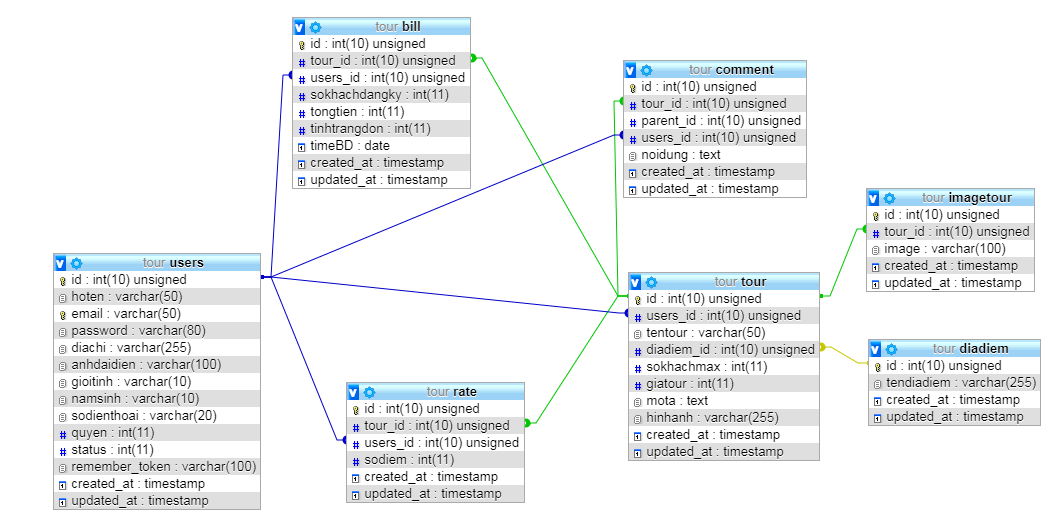 tour bill
id : int(10) unsigned
tour_id : int(10) unsigned
users_id : int(10) unsigned
sokhachdangky : int(11)
tongtien : int(11)
tinhtrangdon : int(11)
timeBD : date
created_at : timestamp
updated_at : timestamp
tour comment
id : int(10) unsigned
tour_id : int(10) unsigned
parent_id : int(10) unsigned
users_id : int(10) unsigned
noidung : text
created_at : timestamp
updated_at : timestamp
tour imagetour
id : int(10) unsigned
tour_id : int(10) unsigned
image : varchar(100)
created_at : timestamp
updated_at : timestamp
tour users
id : int(10) unsigned
hoten : varchar(50)
email : varchar(50)
password : varchar(80)
diachi : varchar(255)
anhdaidien : varchar(100)
gioitinh : varchar(10)
namsinh : varchar(10)
sodienthoai : varchar(20)
quyen : int(11)
status : int(11)
remember_token : varchar(100)
created_at : timestamp
updated_at : timestamp
tour tour
id : int(10) unsigned
users_id : int(10) unsigned
tentour : varchar(50)
diadiem_id : int(10) unsigned
sokhachmax : int(11)
giatour : int(11)
mota : text
hinhanh : varchar(255)
created_at : timestamp
updated_at : timestamp
tour diadiem
id : int(10) unsigned
tendiadiem : varchar(255)
created_at : timestamp
updated_at : timestamp
tour rate
id : int(10) unsigned
tour_id : int(10) unsigned
users_id : int(10) unsigned
sodiem : int(11)
created_at : timestamp
updated_at : timestamp